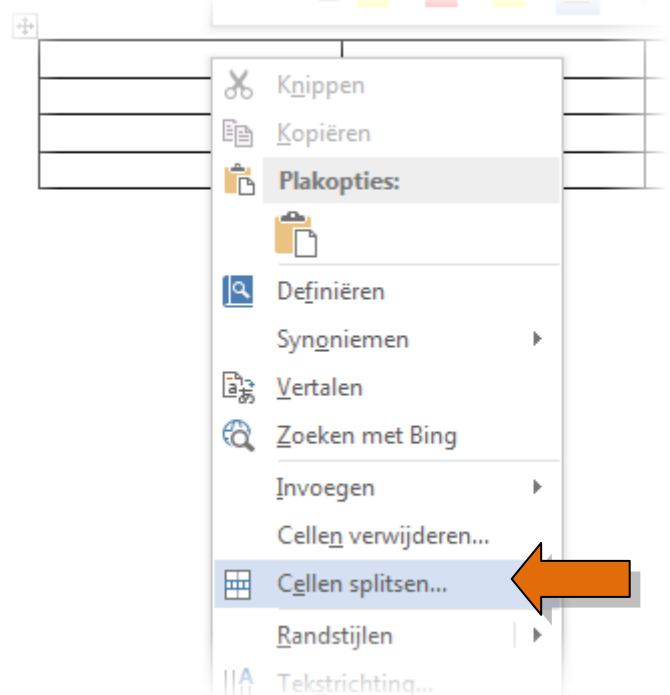 Knippen
Kopiëren
Plakopties:
Definiëren
Synoniemen
Vertalen
Zoeken met Bing
Invoegen
Cellen verwijderen...
Cellen splitsen...
Randstijlen
Tekstrichting...